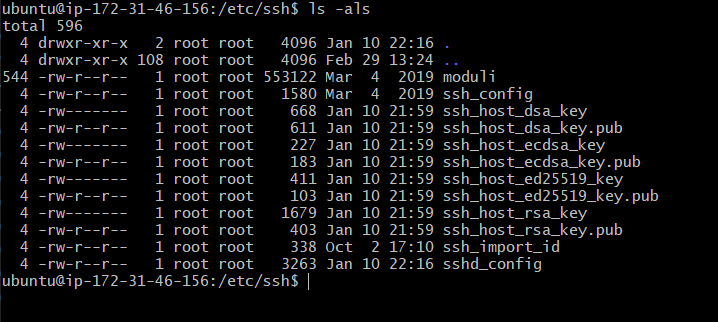 ubuntu@ip-172-31-46-156:/etc/ssh$ ls -als
total 596
  4 drwxr-xr-x   2 root root   4096 Jan 10 22:16 .
  4 drwxr-xr-x 108 root root   4096 Feb 29 13:24 ..
544 -rw-r--r--   1 root root 553122 Mar  4  2019 moduli
  4 -rw-r--r--   1 root root   1580 Mar  4  2019 ssh_config
  4 -rw-------   1 root root    668 Jan 10 21:59 ssh_host_dsa_key
  4 -rw-r--r--   1 root root    611 Jan 10 21:59 ssh_host_dsa_key.pub
  4 -rw-------   1 root root    227 Jan 10 21:59 ssh_host_ecdsa_key
  4 -rw-r--r--   1 root root    183 Jan 10 21:59 ssh_host_ecdsa_key.pub
  4 -rw-------   1 root root    411 Jan 10 21:59 ssh_host_ed25519_key
  4 -rw-r--r--   1 root root    103 Jan 10 21:59 ssh_host_ed25519_key.pub
  4 -rw-------   1 root root   1679 Jan 10 21:59 ssh_host_rsa_key
  4 -rw-r--r--   1 root root    403 Jan 10 21:59 ssh_host_rsa_key.pub
  4 -rw-r--r--   1 root root    338 Oct  2 17:10 ssh_import_id
  4 -rw-r--r--   1 root root   3263 Jan 10 22:16 sshd_config
ubuntu@ip-172-31-46-156:/etc/ssh$